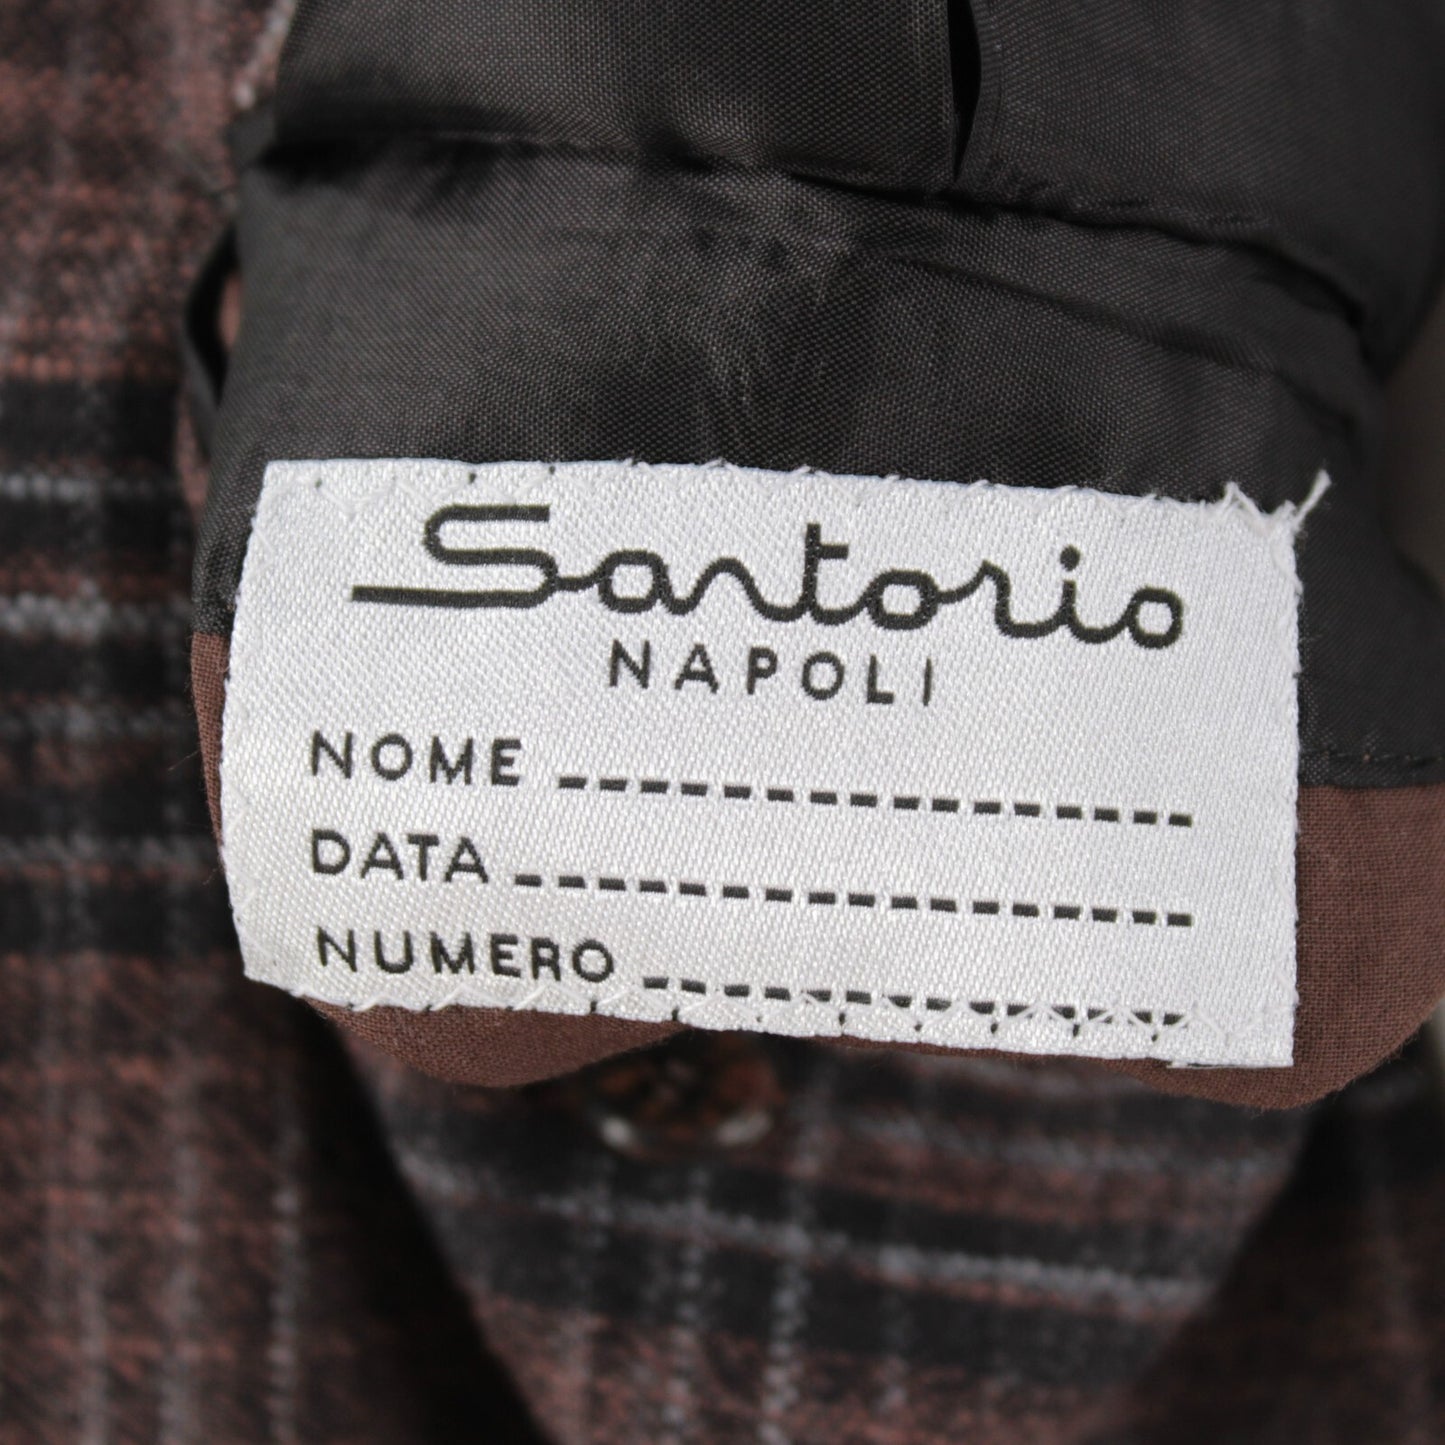 Sartorio
NAPOLI
NOME
DATA
NUMERO